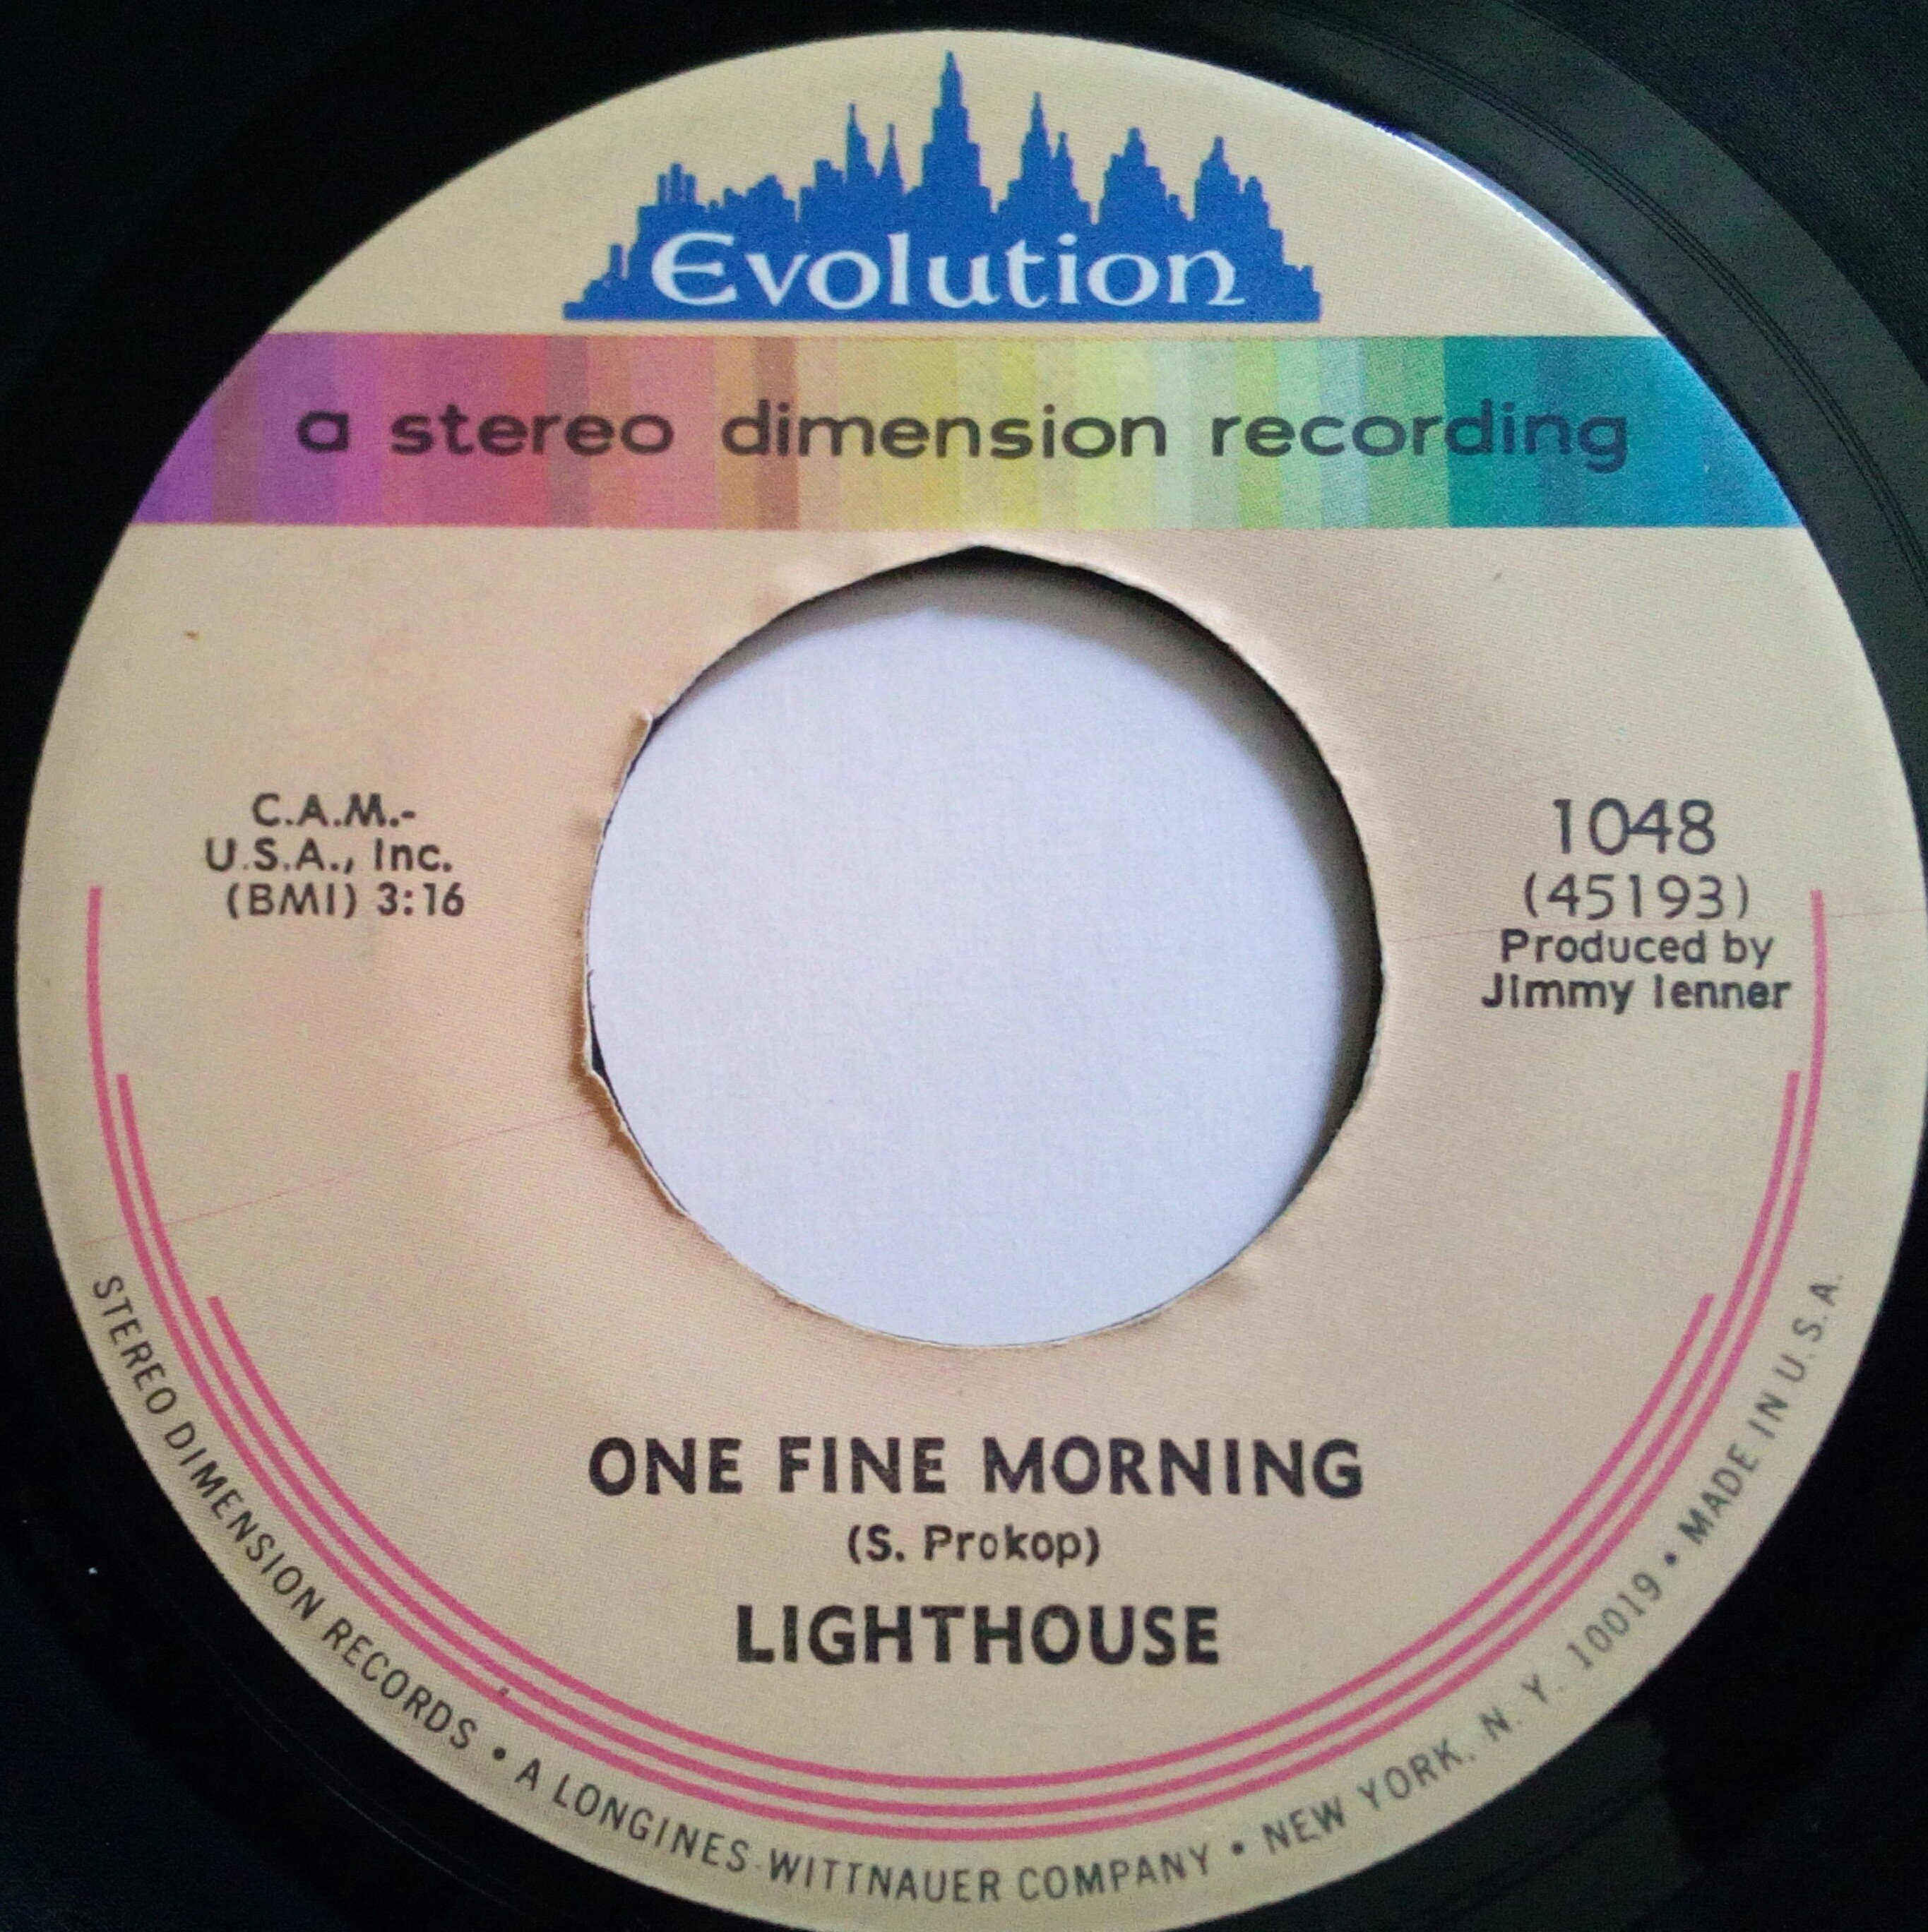 Evolution
a stereo dimension recording
C.A.M.-
U.S.A., Inc.
(BMI) 3:16
1048
(45193)
Produced by
Jimmy Ienner
ONE FINE MORNING
(S. Prokop)
LIGHTHOUSE
STEREO DIMENSION RECORDS • A LONGINES-WITTNAUER COMPANY • NEW YORK, N. Y. 10019 • MADE IN U.S.A.